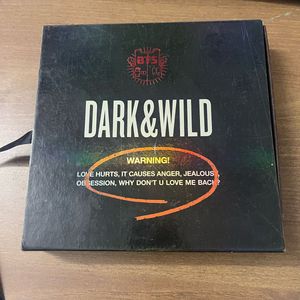 BTS
DARK&WILD
WARNING!
LOVE HURTS, IT CAUSES ANGER, JEALOUSY,
OBSESSION, WHY DON'T U LOVE ME BACK?